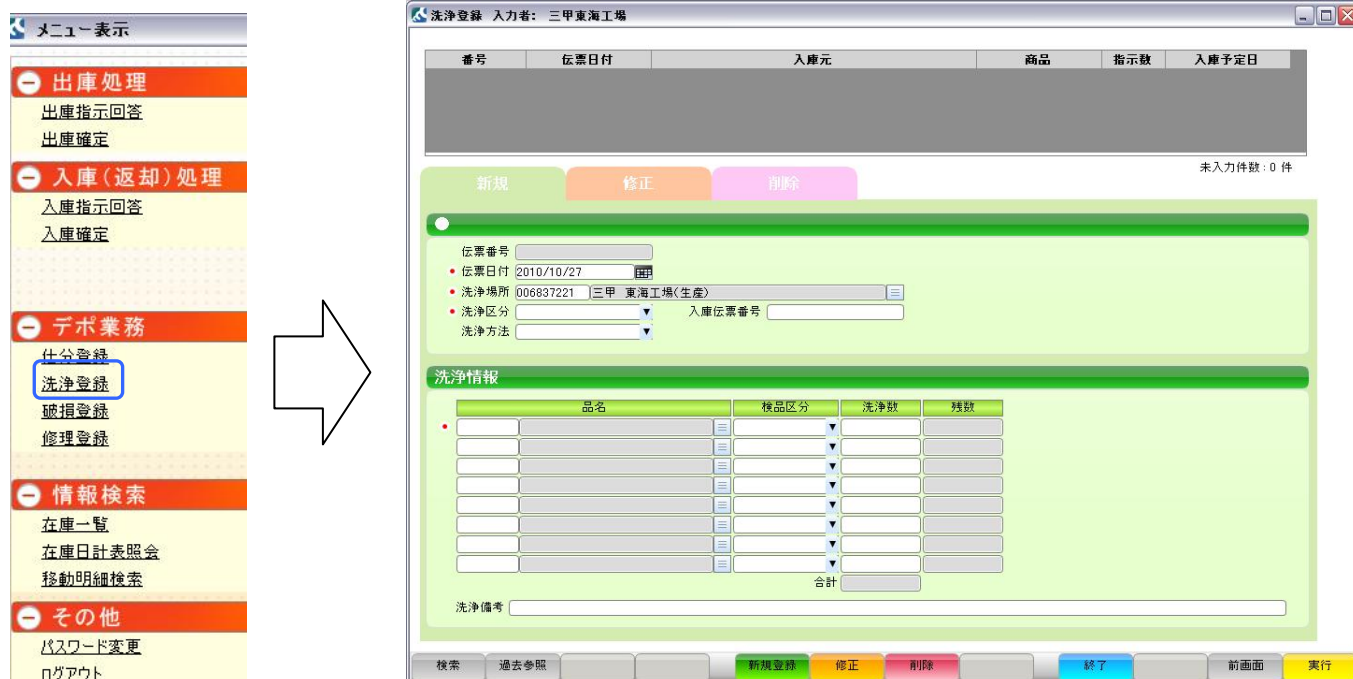 メニュー表示
出庫処理
出庫指示回答
出庫確定
入庫(返却)処理
入庫指示回答
入庫確定
デポ業務
仕分登録
洗浄登録
破損登録
修理登録
情報検索
在庫一覧
在庫日計表照会
移動明細検索
その他
パスワード変更
ログアウト
洗浄登録 入力者: 三甲東海工場
番号 伝票日付 入庫元 商品 指示数 入庫予定日
未入力件数:0 件
新規 修正 削除
伝票番号
伝票日付 2010/10/27
洗浄場所 006837221 三甲 東海工場(生産)
洗浄区分 入庫伝票番号
洗浄方法
洗浄情報
品名 検品区分 洗浄数 残数
合計
洗浄備考
検索 過去参照 新規登録 修正 削除 終了 前画面 実行